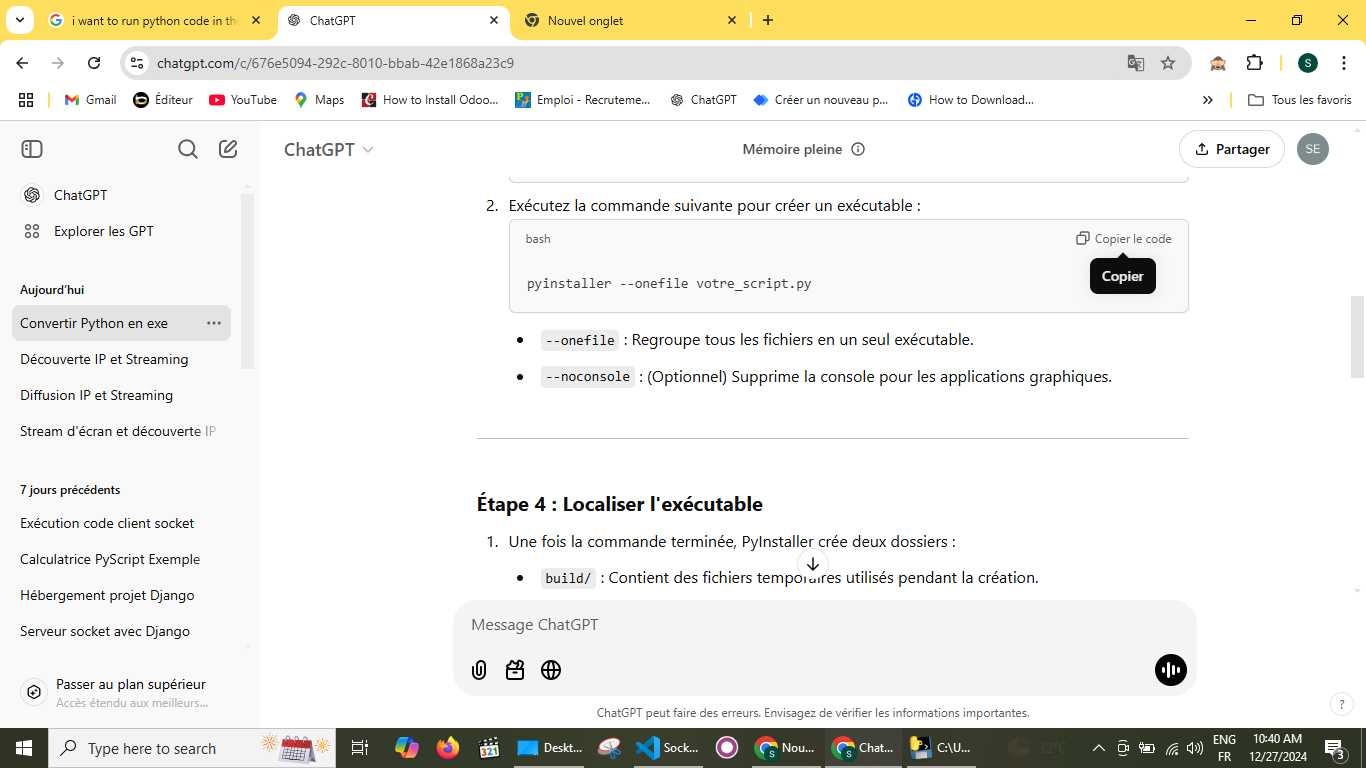 i want to run python code in the
ChatGPT
Nouvel onglet
chatgpt.com/c/676e5094-292c-8010-bbab-42e1868a23c9
S
Gmail
Éditeur
YouTube
Maps
How to Install Odoo...
Emploi - Recruteme...
ChatGPT
Créer un nouveau p...
How to Download...
Tous les favoris
ChatGPT
Mémoire pleine
Partager
SE
ChatGPT
Explorer les GPT
Aujourd'hui
Convertir Python en exe
Découverte IP et Streaming
Diffusion IP et Streaming
Stream d'écran et découverte IP
7 jours précédents
Exécution code client socket
Calculatrice PyScript Exemple
Hébergement projet Django
Serveur socket avec Django
Passer au plan supérieur
Accès étendu aux meilleurs...
2. Exécutez la commande suivante pour créer un exécutable :
bash
Copier le code
Copier
pyinstaller --onefile votre_script.py
• --onefile : Regroupe tous les fichiers en un seul exécutable.
• --noconsole : (Optionnel) Supprime la console pour les applications graphiques.
Étape 4 : Localiser l'exécutable
1. Une fois la commande terminée, PyInstaller crée deux dossiers :
• build/ : Contient des fichiers temporaires utilisés pendant la création.
Message ChatGPT
ChatGPT peut faire des erreurs. Envisagez de vérifier les informations importantes.
?
Type here to search
321
Deskt...
Sock...
Nou...
Chat...
C:\U...
ENG
FR
10:40 AM
12/27/2024
3